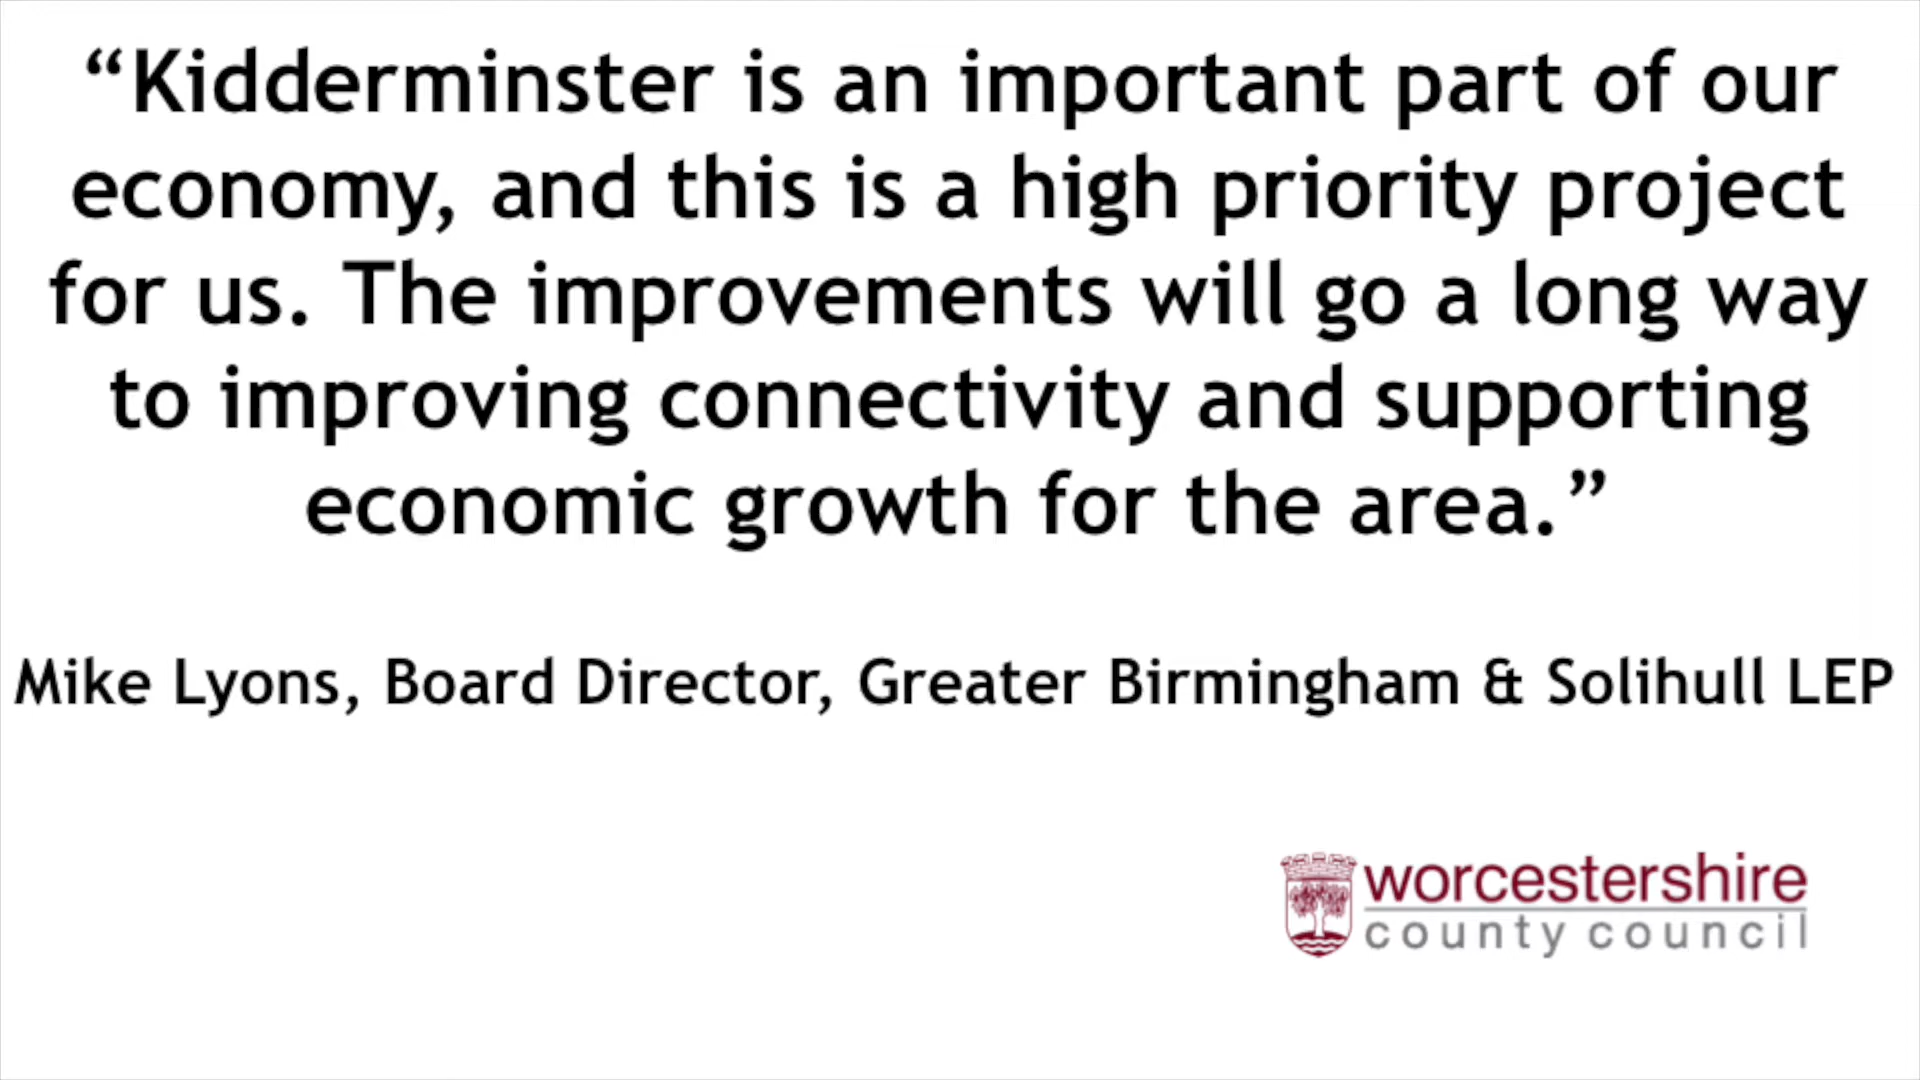 “Kidderminster is an important part of our
economy, and this is a high priority project
for us. The improvements will go a long way
to improving connectivity and supporting
economic growth for the area.”
Mike Lyons, Board Director, Greater Birmingham & Solihull LEP
worcestershire
county council